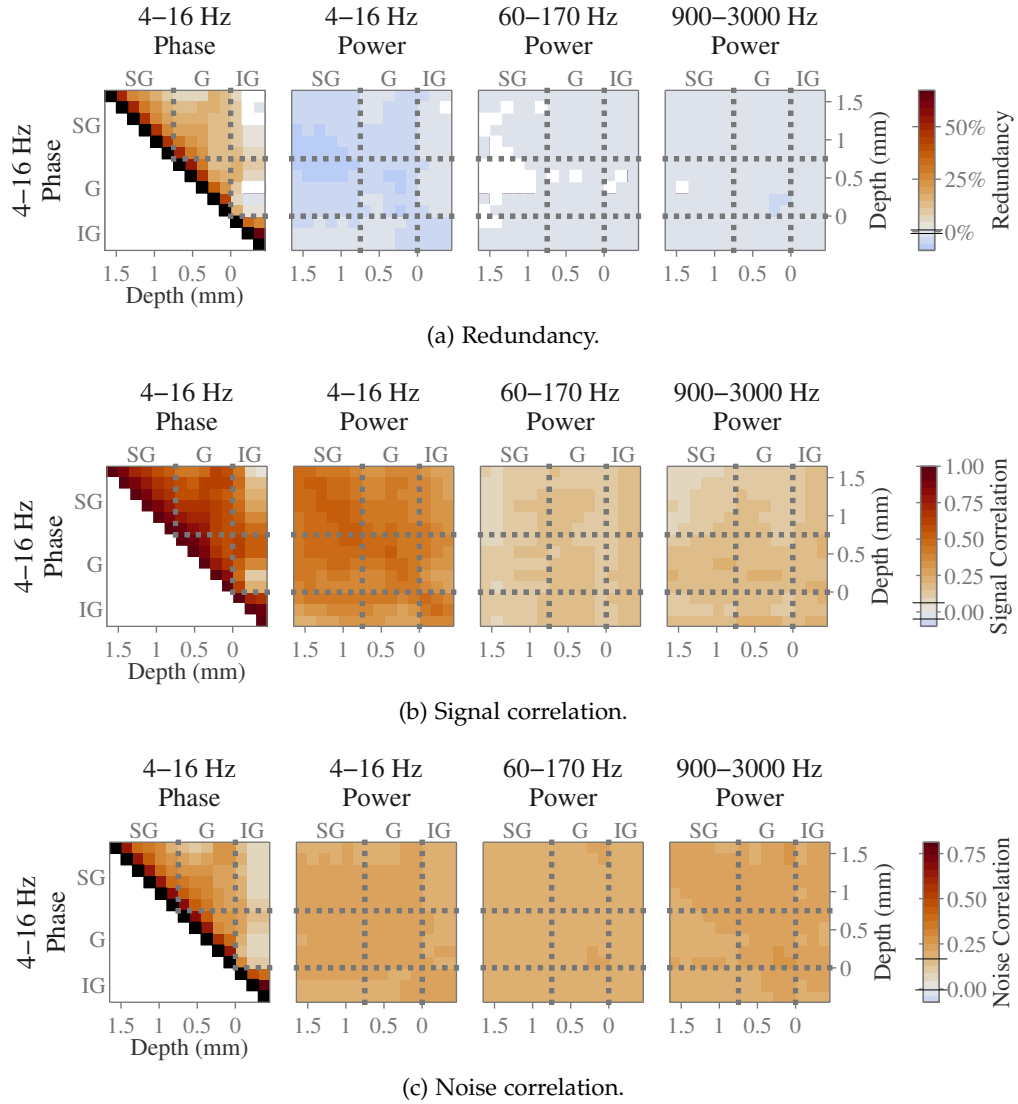 4–16 Hz 4–16 Hz 60–170 Hz 900–3000 Hz
Phase Power Power Power
SG G IG SG G IG SG G IG SG G IG
4–16 Hz
Phase
SG
G
IG
1.5
1
0.5
0
Depth (mm)
50%
25%
0%
Redundancy
1.5 1 0.5 0 1.5 1 0.5 0 1.5 1 0.5 0 1.5 1 0.5 0
Depth (mm)
(a) Redundancy.
4–16 Hz 4–16 Hz 60–170 Hz 900–3000 Hz
Phase Power Power Power
SG G IG SG G IG SG G IG SG G IG
4–16 Hz
Phase
SG
G
IG
1.5
1
0.5
0
Depth (mm)
1.00
0.75
0.50
0.25
0.00
Signal Correlation
1.5 1 0.5 0 1.5 1 0.5 0 1.5 1 0.5 0 1.5 1 0.5 0
Depth (mm)
(b) Signal correlation.
4–16 Hz 4–16 Hz 60–170 Hz 900–3000 Hz
Phase Power Power Power
SG G IG SG G IG SG G IG SG G IG
4–16 Hz
Phase
SG
G
IG
1.5
1
0.5
0
Depth (mm)
0.75
0.50
0.25
0.00
Noise Correlation
1.5 1 0.5 0 1.5 1 0.5 0 1.5 1 0.5 0 1.5 1 0.5 0
Depth (mm)
(c) Noise correlation.